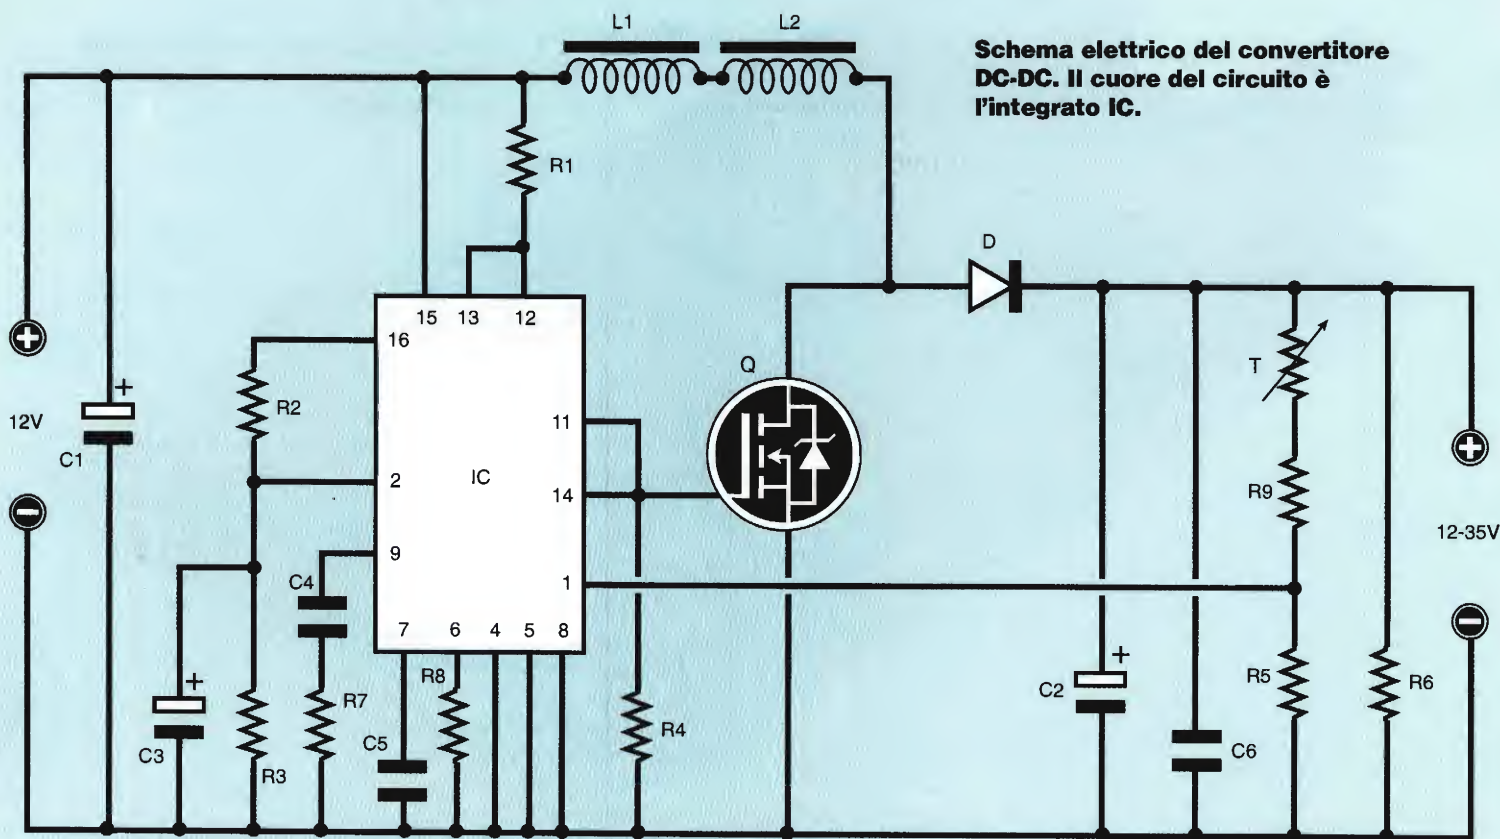 L1
L2
Schema elettrico del convertitore
DC-DC. Il cuore del circuito è
l'integrato IC.
R1
D
15
13
12
16
Q
T
R2
12V
+
11
C1
2
IC
14
R9
12-35V
9
C4
1
7
6
4
5
8
R8
+
+
R7
C2
R5
R6
C3
C5
R4
R3
C6